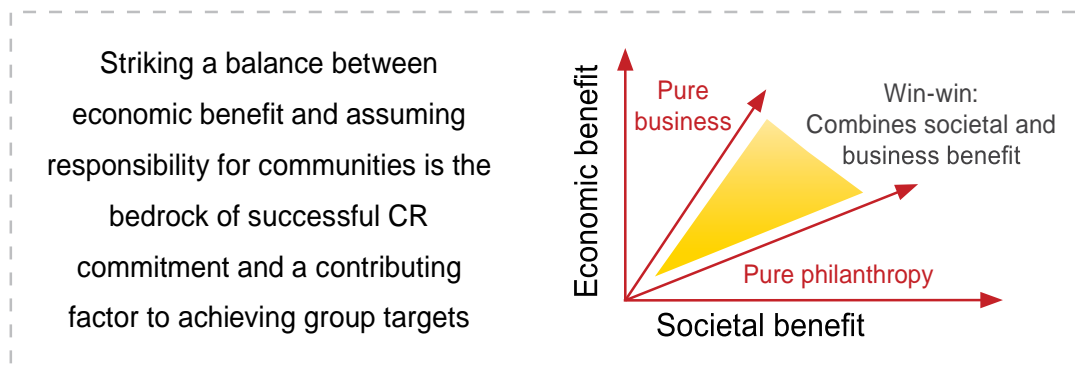 Striking a balance between
economic benefit and assuming
responsibility for communities is the
bedrock of successful CR
commitment and a contributing
factor to achieving group targets
Economic benefit
Pure
business
Win-win:
Combines societal and
business benefit
Pure philanthropy
Societal benefit